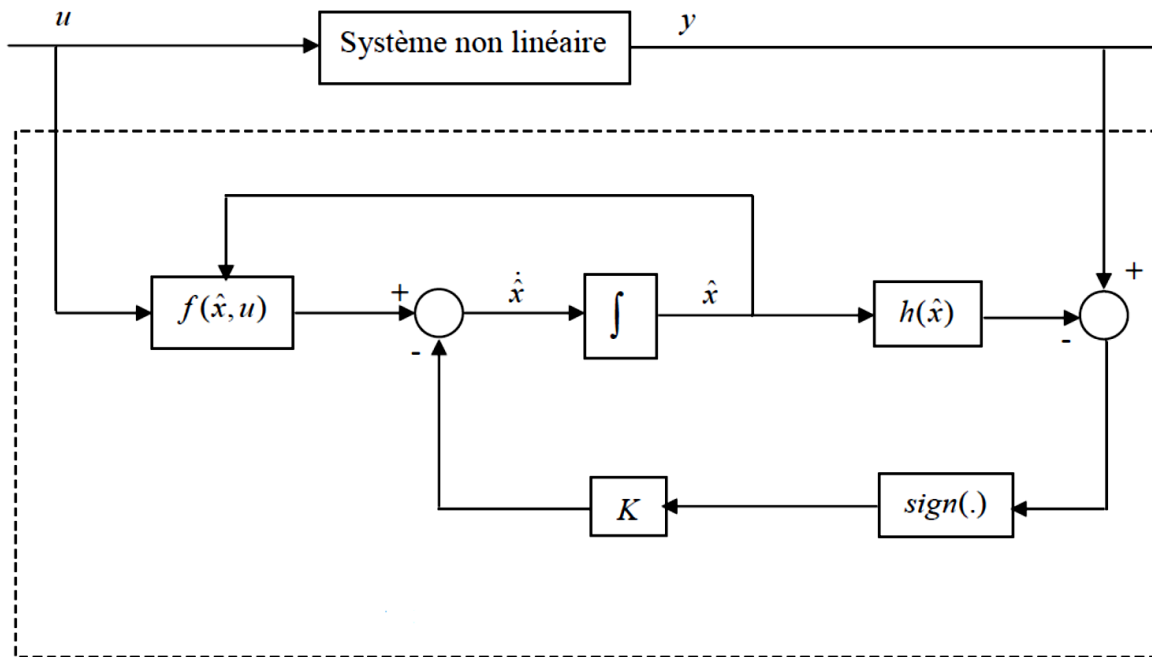 u
Système non linéaire
y
+
f(x̂, u)
+
-
ẋ̂
∫
x̂
h(x̂)
-
K
sign(.)